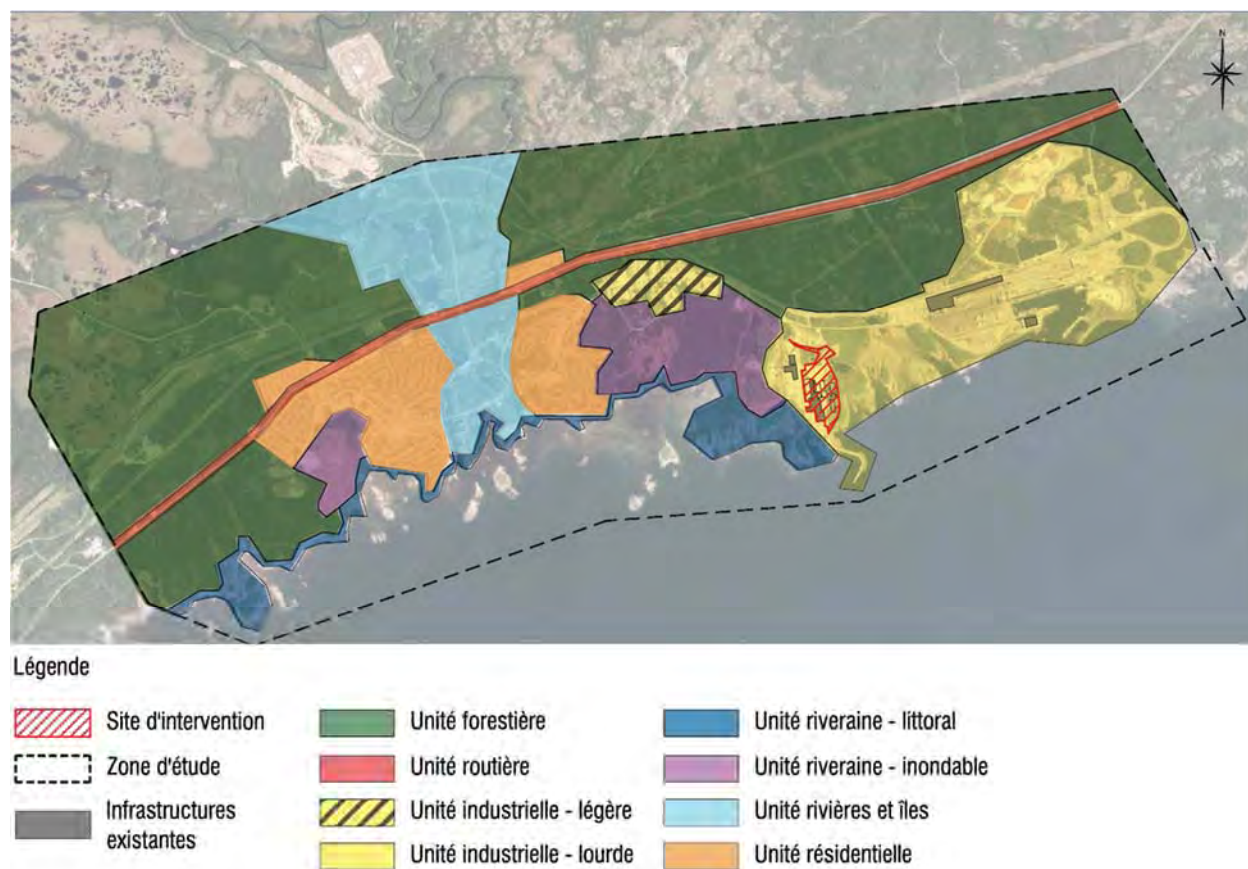 N
Légende
Site d'intervention
Zone d'étude
Infrastructures
existantes
Unité forestière
Unité routière
Unité industrielle - légère
Unité industrielle - lourde
Unité riveraine - littoral
Unité riveraine - inondable
Unité rivières et îles
Unité résidentielle